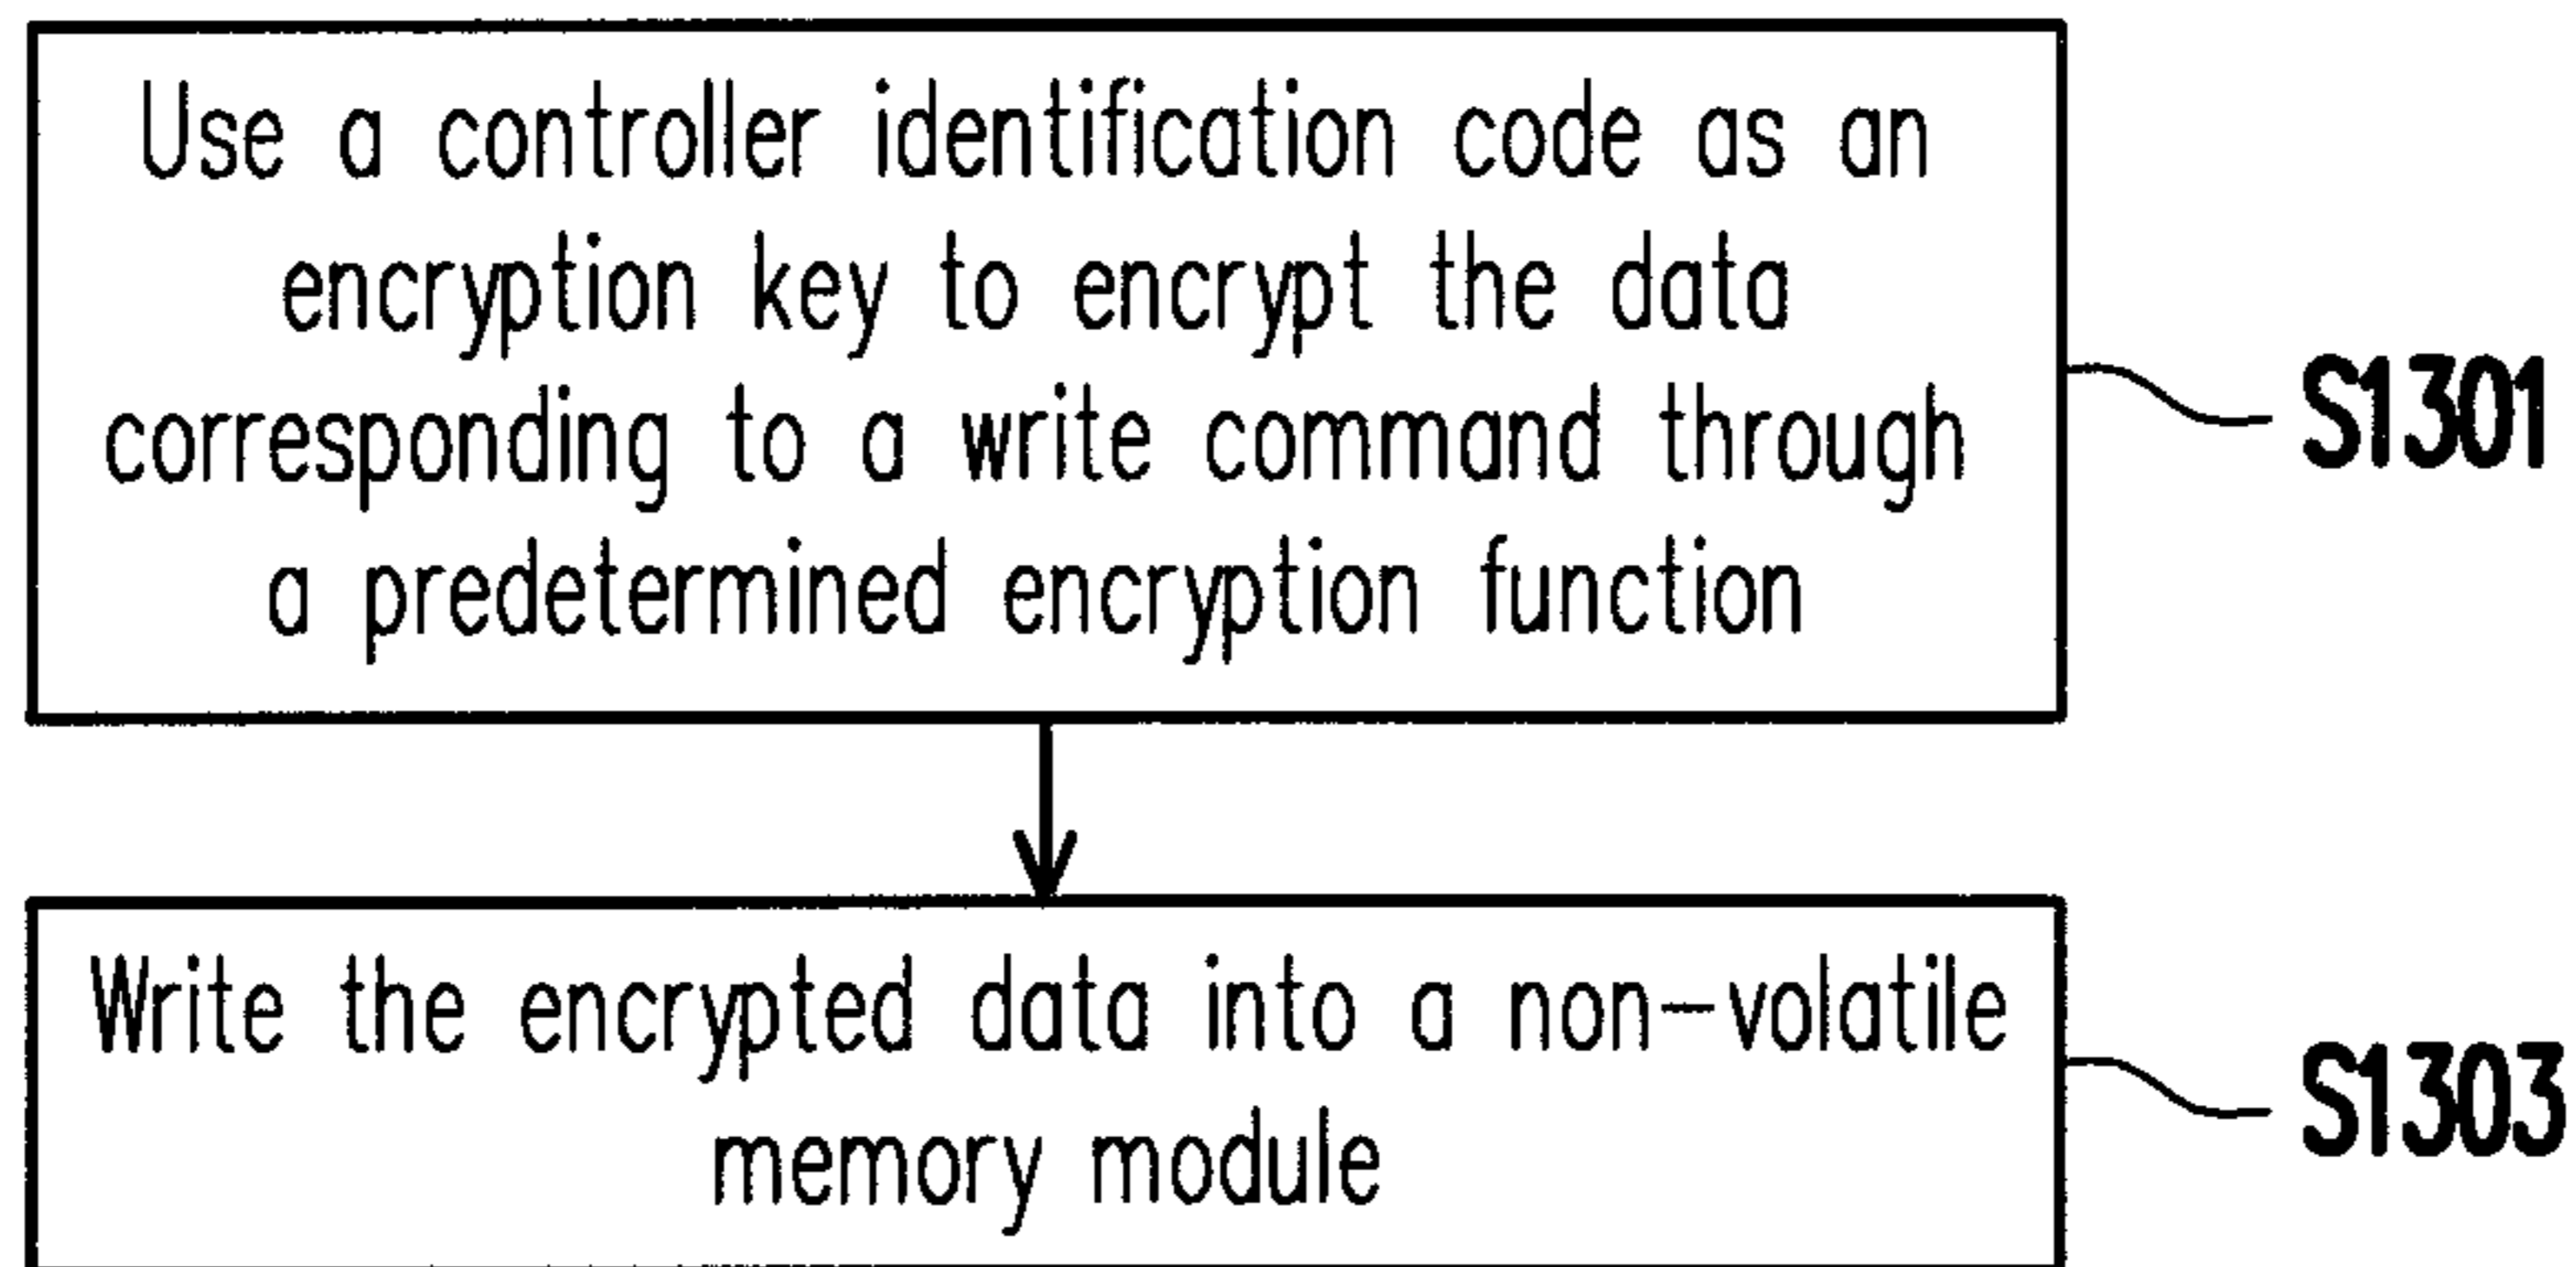 Use a controller identification code as an
encryption key to encrypt the data
corresponding to a write command through
a predetermined encryption function
S1301
Write the encrypted data into a non-volatile
memory module
S1303